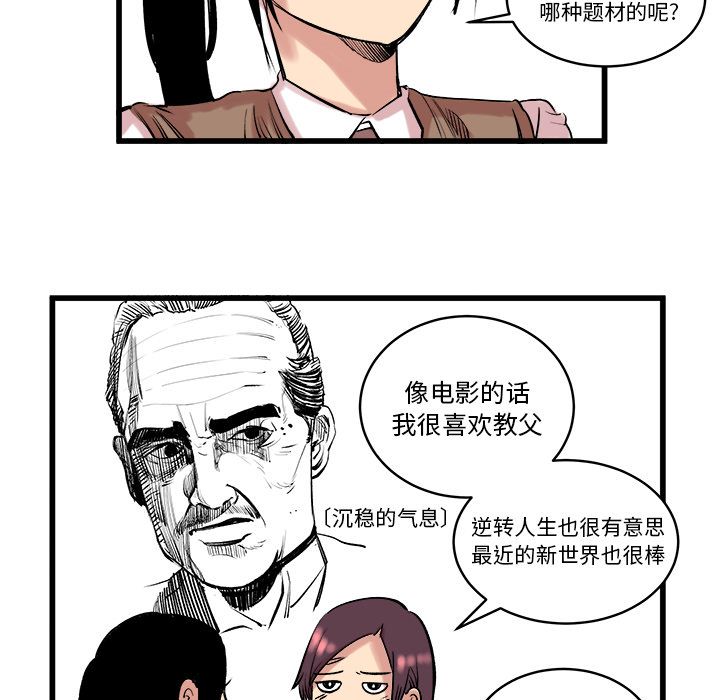 哪种题材的呢?
像电影的话
我很喜欢教父
〔沉稳的气息〕
逆转人生也很有意思
最近的新世界也很棒